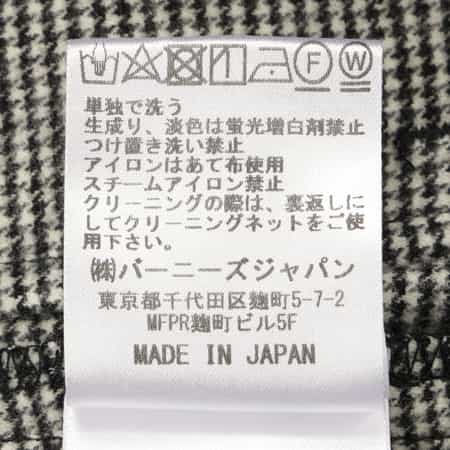 F W
単独で洗う
生成り、淡色は蛍光増白剤禁止
つけ置き洗い禁止
アイロンはあて布使用
スチームアイロン禁止
クリーニングの際は、裏返しに
してクリーニングネットをご使
用下さい。
㈱バーニーズジャパン
東京都千代田区麹町5-7-2
MFPR麹町ビル5F
MADE IN JAPAN